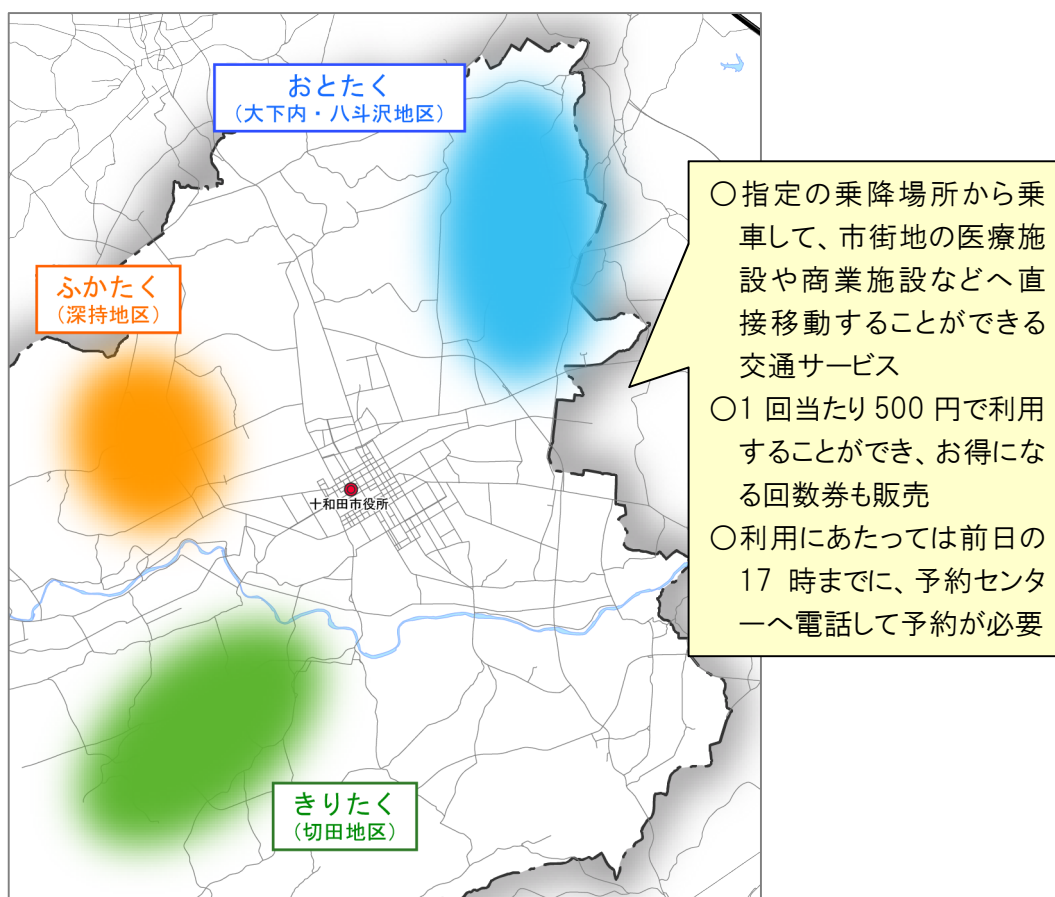 おとたく
（大下内・八斗沢地区）
ふかたく
（深持地区）
十和田市役所
きりたく
（切田地区）
○指定の乗降場所から乗
車して、市街地の医療施
設や商業施設などへ直
接移動することができる
交通サービス
○1 回当たり 500 円で利用
することができ、お得にな
る回数券も販売
○利用にあたっては前日の
17 時までに、予約センタ
ーへ電話して予約が必要